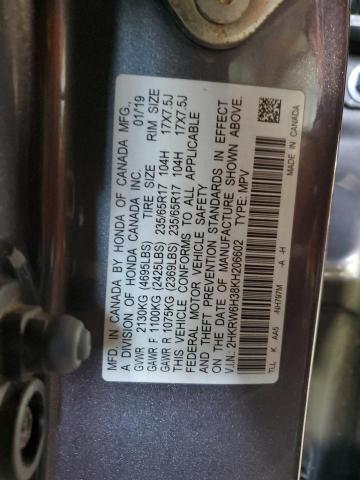 MFD. IN CANADA BY HONDA OF CANADA MFG.,
A DIVISION OF HONDA CANADA INC. 01/19
GVWR 2130KG (4695LBS) TIRE SIZE RIM SIZE
GAWR F 1100KG (2425LBS) 235/65R17 104H 17X7.5J
GAWR R 1075KG (2369LBS) 235/65R17 104H 17X7.5J
THIS VEHICLE CONFORMS TO ALL APPLICABLE
FEDERAL MOTOR VEHICLE SAFETY
AND THEFT PREVENTION STANDARDS IN EFFECT
ON THE DATE OF MANUFACTURE SHOWN ABOVE.
V.I.N.: 2HKRW6H38KH206602 TYPE: MPV
TLL K AA5 -NH797M -A -H MADE IN CANADA